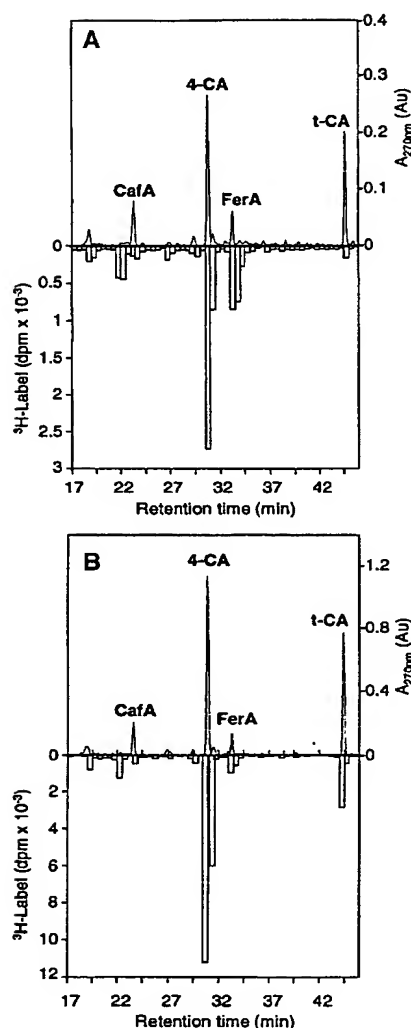 A
4-CA
t-CA
CafA
FerA
0.4
0.3
0.2
0.1
0
A270nm (Au)
0
0.5
1
1.5
2
2.5
3
³H-Label (dpm x 10⁻³)
17 22 27 32 37 42
Retention time (min)
B
4-CA
t-CA
CafA
FerA
1.2
0.8
0.4
0
A270nm (Au)
0
2
4
6
8
10
12
³H-Label (dpm x 10⁻³)
17 22 27 32 37 42
Retention time (min)